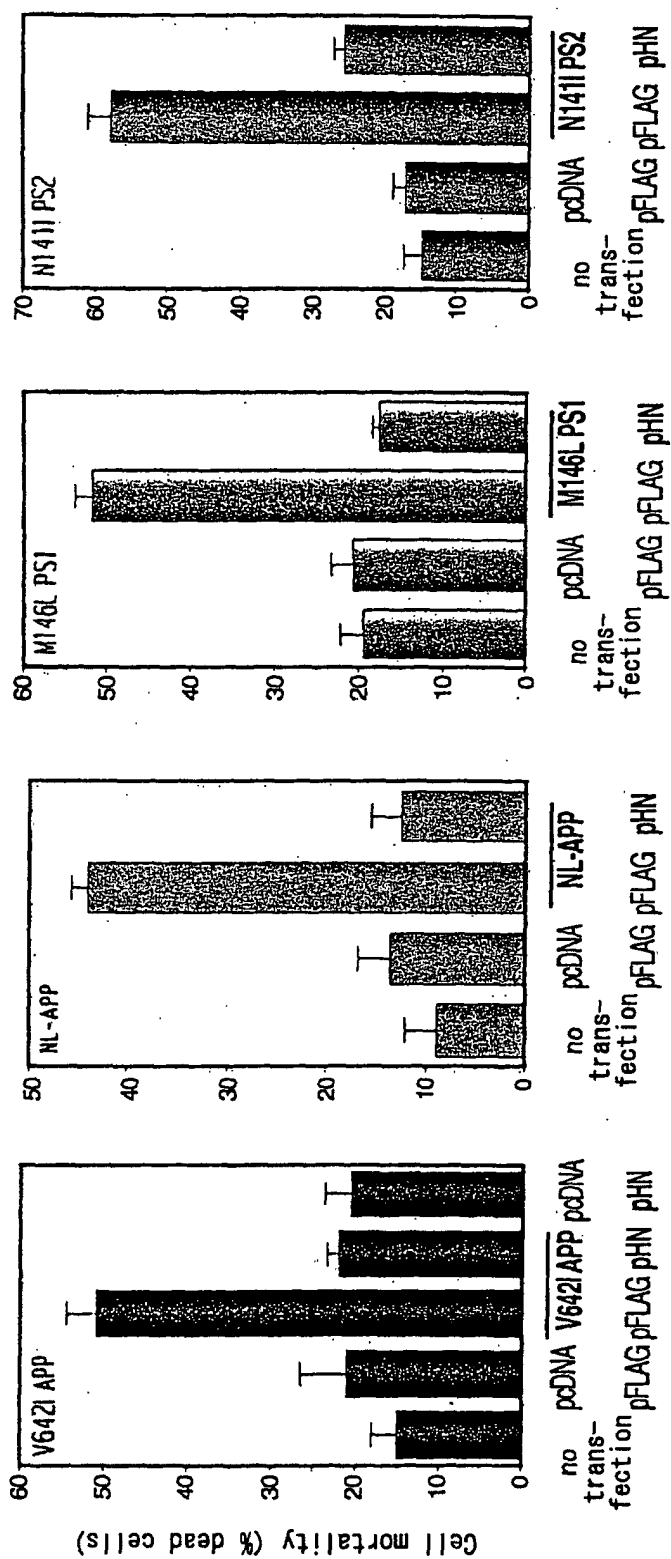 Cell mortality (% dead cells)
V642I APP
60
50
40
30
20
10
0
no trans-fection
pcDNA
V642I APP
pcDNA
pFLAG pFLAG pHN pHN
NL-APP
50
40
30
20
10
0
no trans-fection
pcDNA
NL-APP
pFLAG pFLAG pHN
M146L PS1
60
50
40
30
20
10
0
no trans-fection
pcDNA
M146L PS1
pFLAG pFLAG pHN
N141I PS2
70
60
50
40
30
20
10
0
no trans-fection
pcDNA
N141I PS2
pFLAG pFLAG pHN